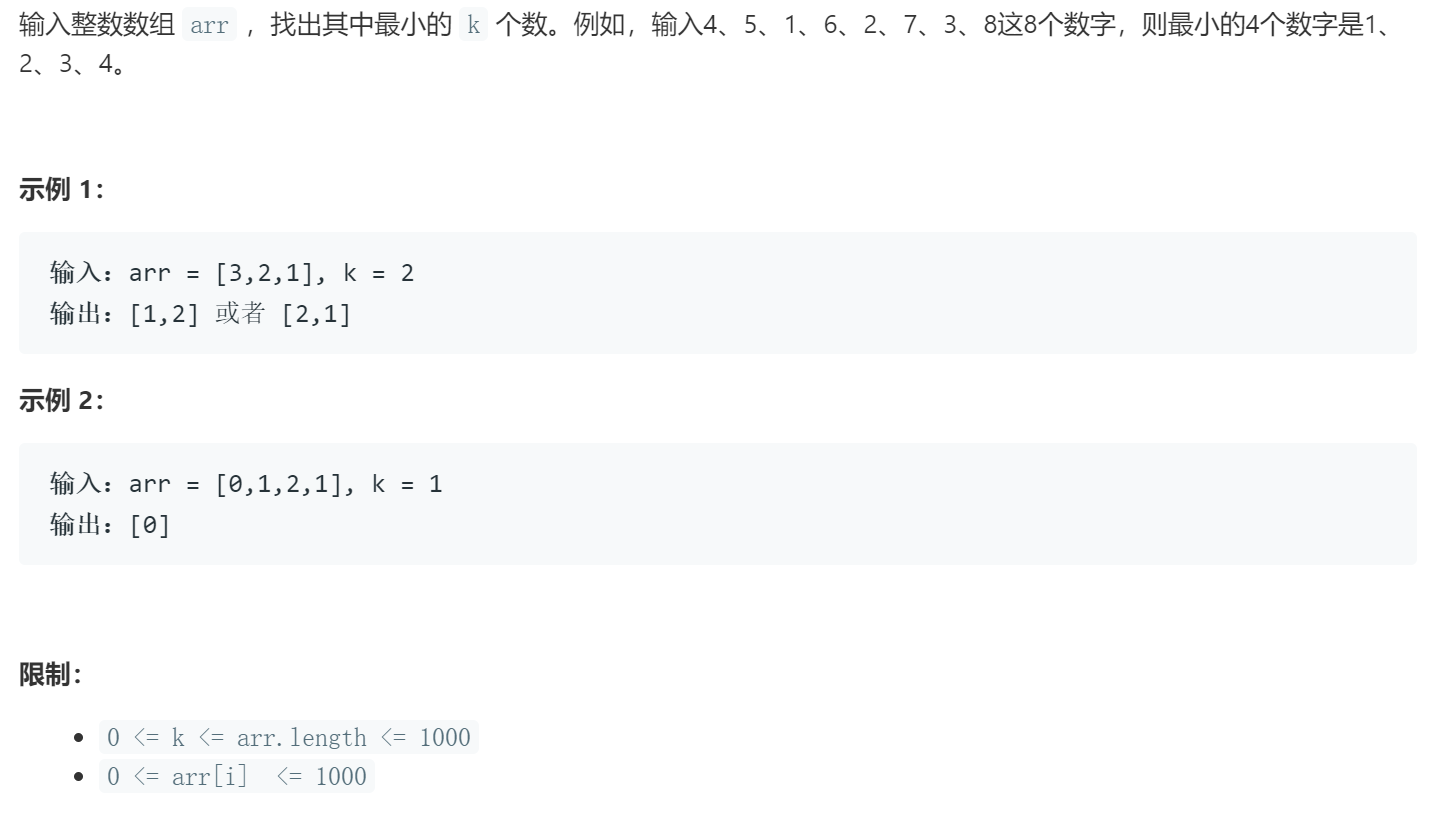 输入整数数组 arr ，找出其中最小的 k 个数。例如，输入4、5、1、6、2、7、3、8这8个数字，则最小的4个数字是1、
2、3、4。
示例 1：
输入：arr = [3,2,1], k = 2
输出：[1,2] 或者 [2,1]
示例 2：
输入：arr = [0,1,2,1], k = 1
输出：[0]
限制：
• 0 <= k <= arr.length <= 1000
• 0 <= arr[i]  <= 1000